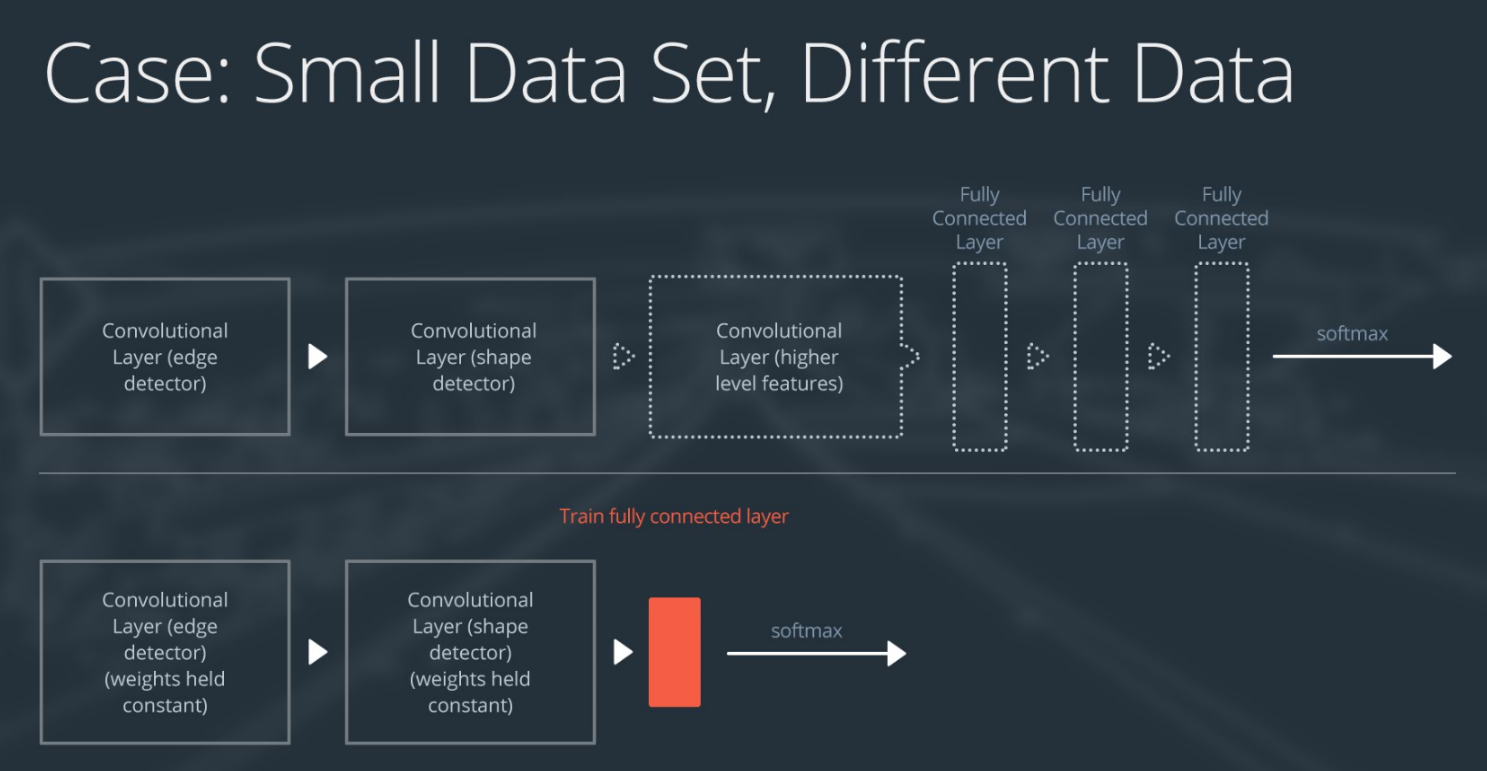 Case: Small Data Set, Different Data
Fully
Connected
Layer
Fully
Connected
Layer
Fully
Connected
Layer
Convolutional
Layer (edge
detector)
Convolutional
Layer (shape
detector)
Convolutional
Layer (higher
level features)
softmax
Train fully connected layer
Convolutional
Layer (edge
detector)
(weights held
constant)
Convolutional
Layer (shape
detector)
(weights held
constant)
softmax